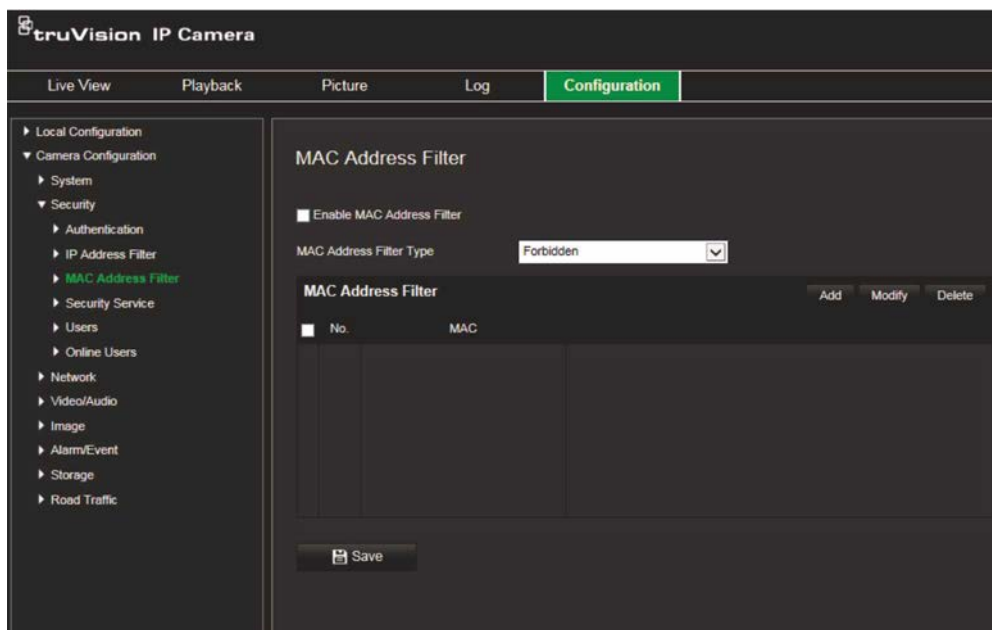 truVision IP Camera
Live View Playback Picture Log Configuration
Local Configuration
Camera Configuration
System
Security
Authentication
IP Address Filter
MAC Address Filter
Security Service
Users
Online Users
Network
Video/Audio
Image
Alarm/Event
Storage
Road Traffic
MAC Address Filter
Enable MAC Address Filter
MAC Address Filter Type Forbidden
MAC Address Filter Add Modify Delete
No. MAC
Save